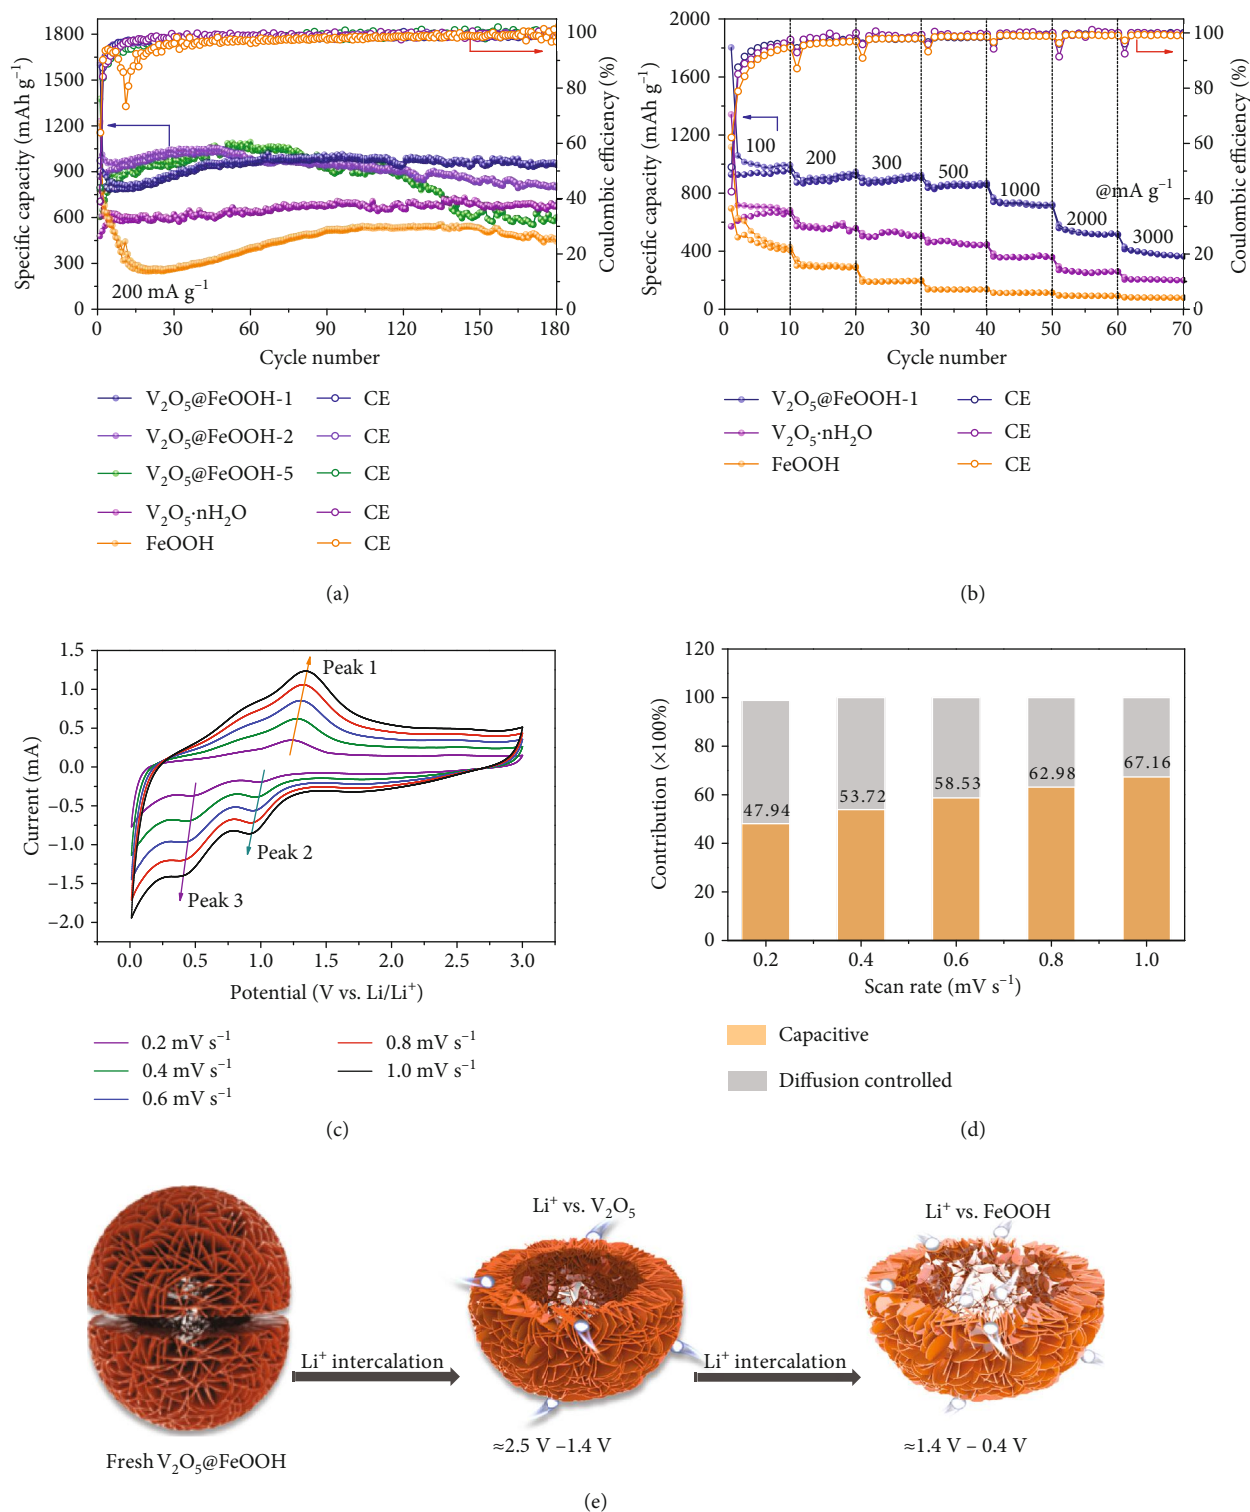 1800
1500
1200
900
600
300
0
Specific capacity (mAh g⁻¹)
100
80
60
40
20
0
Coulombic efficiency (%)
200 mA g⁻¹
0 30 60 90 120 150 180
Cycle number
V₂O₅@FeOOH-1 CE
V₂O₅@FeOOH-2 CE
V₂O₅@FeOOH-5 CE
V₂O₅·nH₂O CE
FeOOH CE
(a)
2000
1600
1200
800
400
0
Specific capacity (mAh g⁻¹)
100
80
60
40
20
0
Coulombic efficiency (%)
100 200 300 500 1000 2000 3000
@mA g⁻¹
0 10 20 30 40 50 60 70
Cycle number
V₂O₅@FeOOH-1 CE
V₂O₅·nH₂O CE
FeOOH CE
(b)
1.5
1.0
0.5
0.0
−0.5
−1.0
−1.5
−2.0
Current (mA)
Peak 1
Peak 2
Peak 3
0.0 0.5 1.0 1.5 2.0 2.5 3.0
Potential (V vs. Li/Li⁺)
0.2 mV s⁻¹ 0.8 mV s⁻¹
0.4 mV s⁻¹ 1.0 mV s⁻¹
0.6 mV s⁻¹
(c)
120
100
80
60
40
20
0
Contribution (×100%)
47.94 53.72 58.53 62.98 67.16
0.2 0.4 0.6 0.8 1.0
Scan rate (mV s⁻¹)
Capacitive
Diffusion controlled
(d)
Li⁺ vs. V₂O₅ Li⁺ vs. FeOOH
Li⁺ intercalation Li⁺ intercalation
Fresh V₂O₅@FeOOH ≈2.5 V –1.4 V ≈1.4 V – 0.4 V
(e)